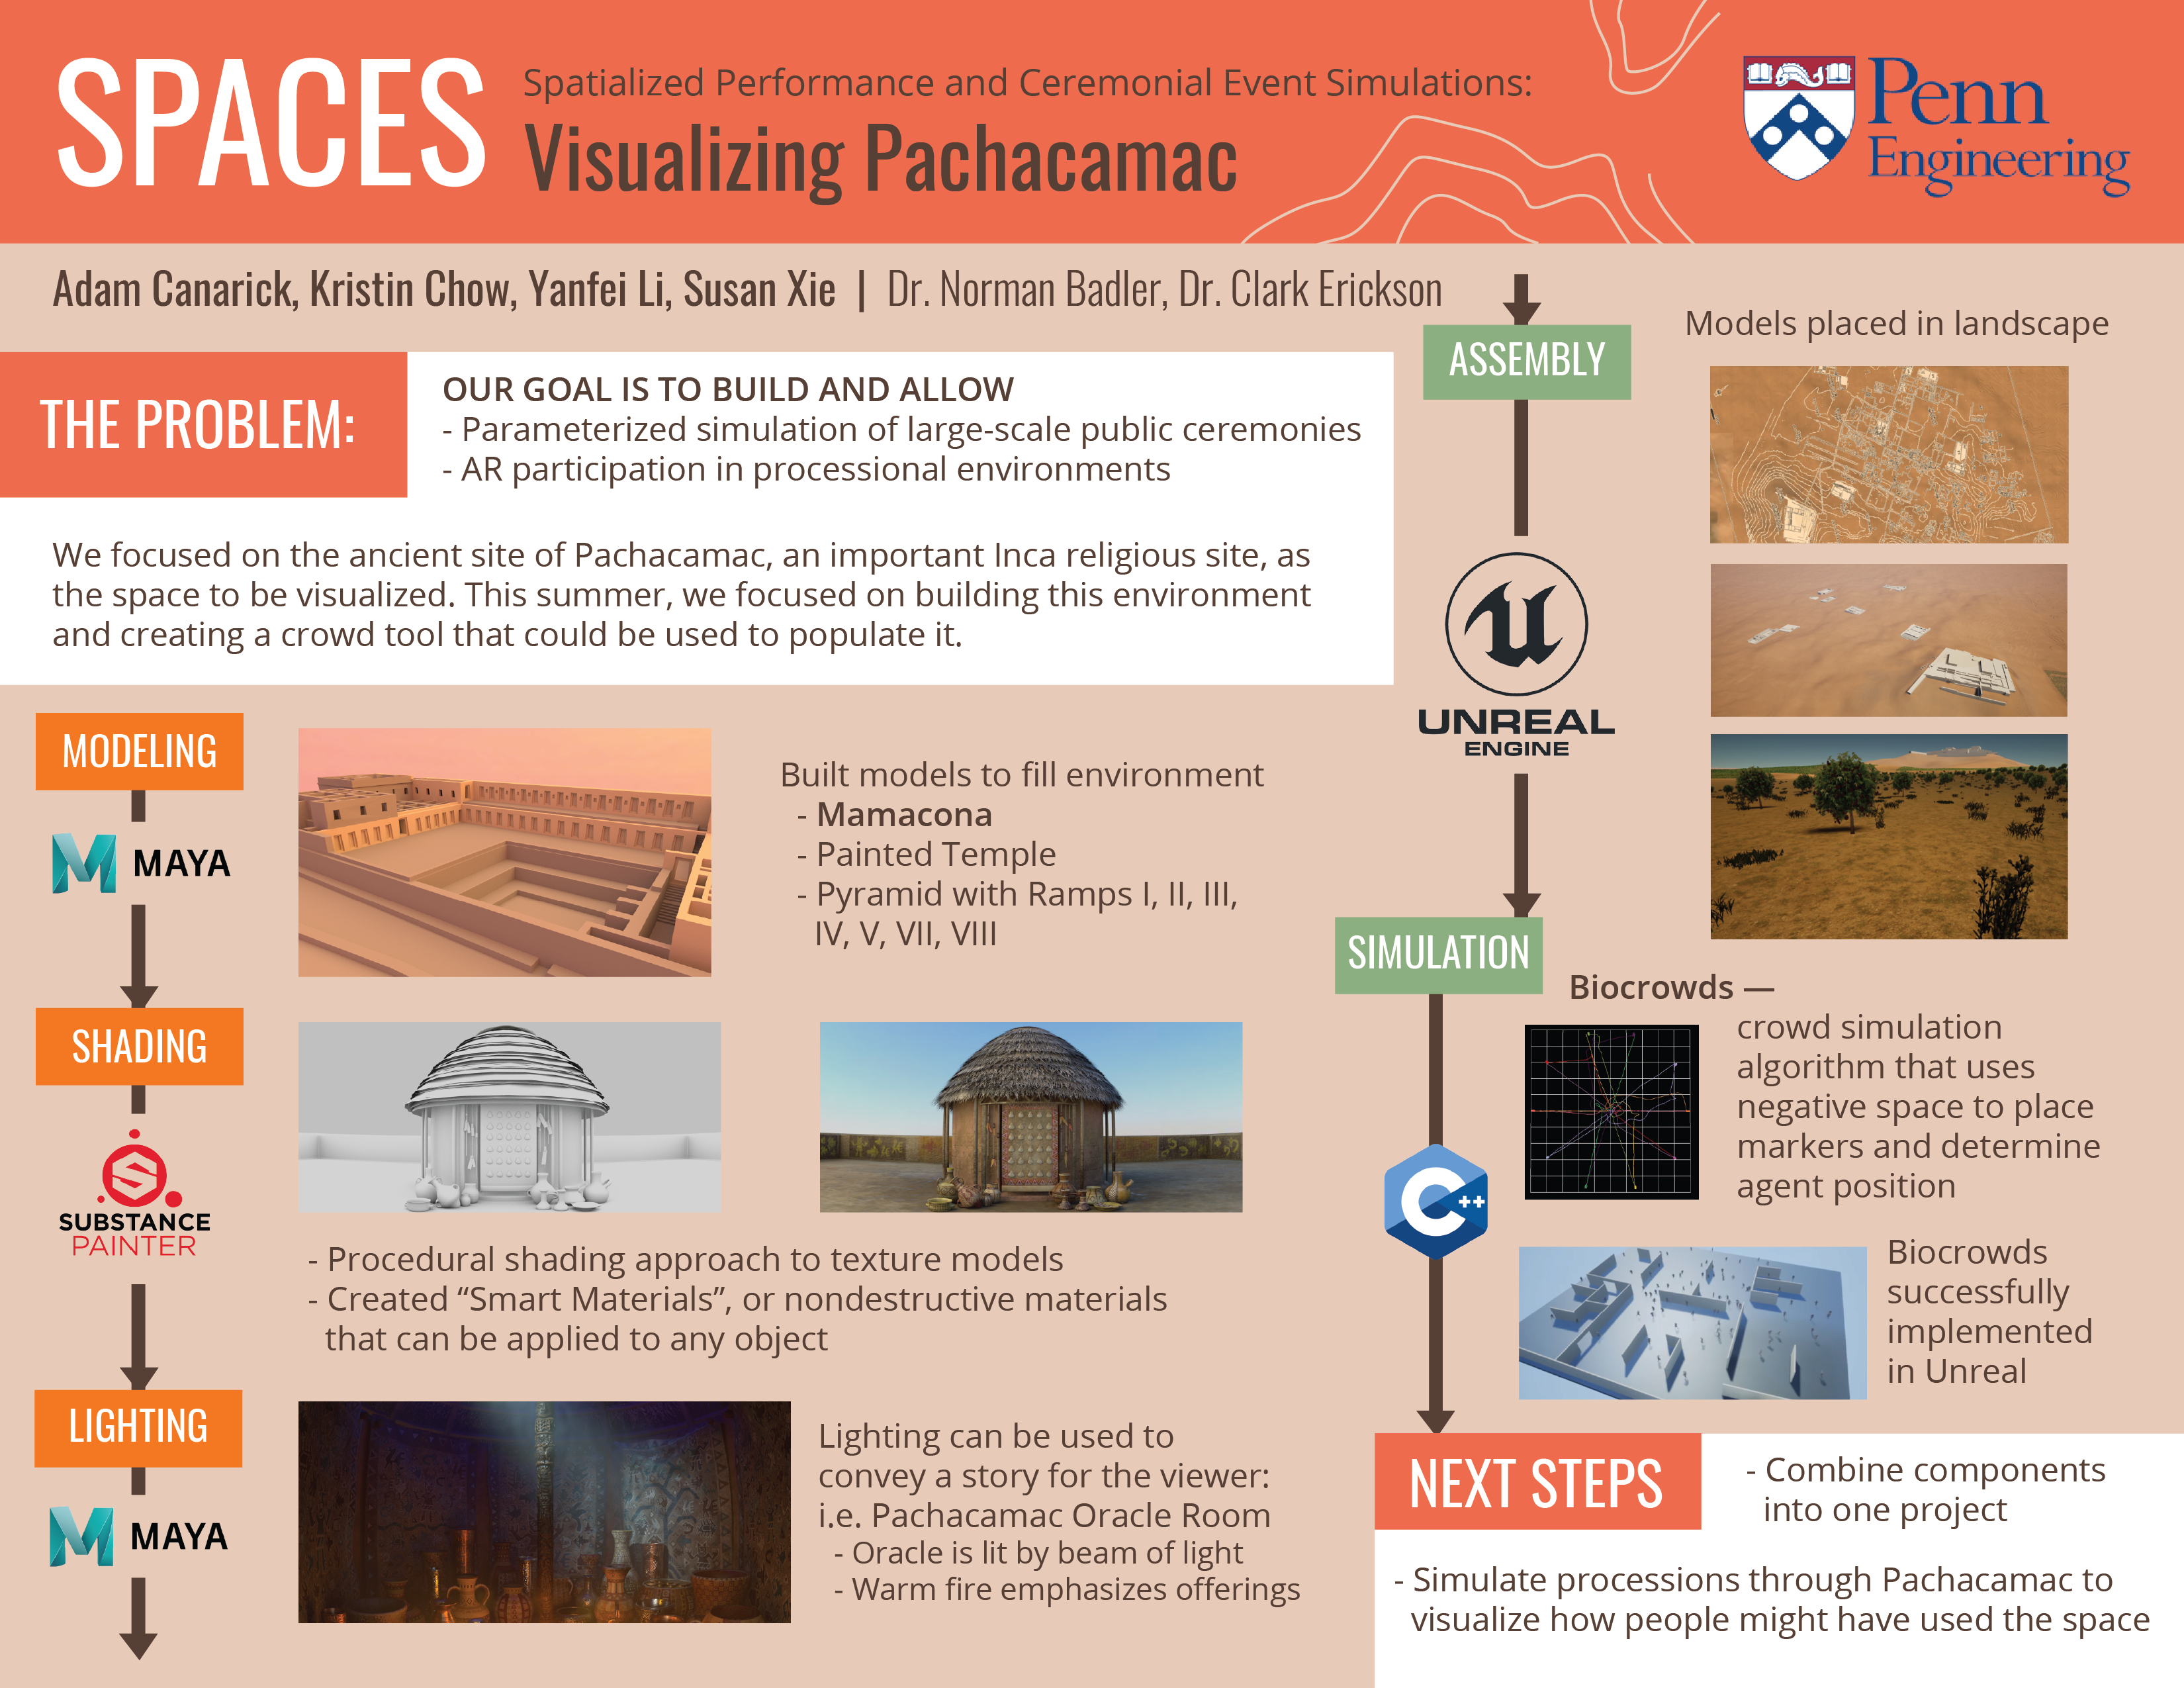 SPACES
Spatialized Performance and Ceremonial Event Simulations:
Visualizing Pachacamac
Penn
Engineering
Adam Canarick, Kristin Chow, Yanfei Li, Susan Xie | Dr. Norman Badler, Dr. Clark Erickson
THE PROBLEM:
OUR GOAL IS TO BUILD AND ALLOW
- Parameterized simulation of large-scale public ceremonies
- AR participation in processional environments
We focused on the ancient site of Pachacamac, an important Inca religious site, as
the space to be visualized. This summer, we focused on building this environment
and creating a crowd tool that could be used to populate it.
MODELING
M MAYA
Built models to fill environment
- Mamacona
- Painted Temple
- Pyramid with Ramps I, II, III,
IV, V, VII, VIII
SHADING
SUBSTANCE
PAINTER
- Procedural shading approach to texture models
- Created “Smart Materials”, or nondestructive materials
that can be applied to any object
LIGHTING
M MAYA
Lighting can be used to
convey a story for the viewer:
i.e. Pachacamac Oracle Room
- Oracle is lit by beam of light
- Warm fire emphasizes offerings
ASSEMBLY
Models placed in landscape
UNREAL
ENGINE
SIMULATION
Biocrowds —
crowd simulation
algorithm that uses
negative space to place
markers and determine
agent position
C++
Biocrowds
successfully
implemented
in Unreal
NEXT STEPS
- Combine components
into one project
- Simulate processions through Pachacamac to
visualize how people might have used the space